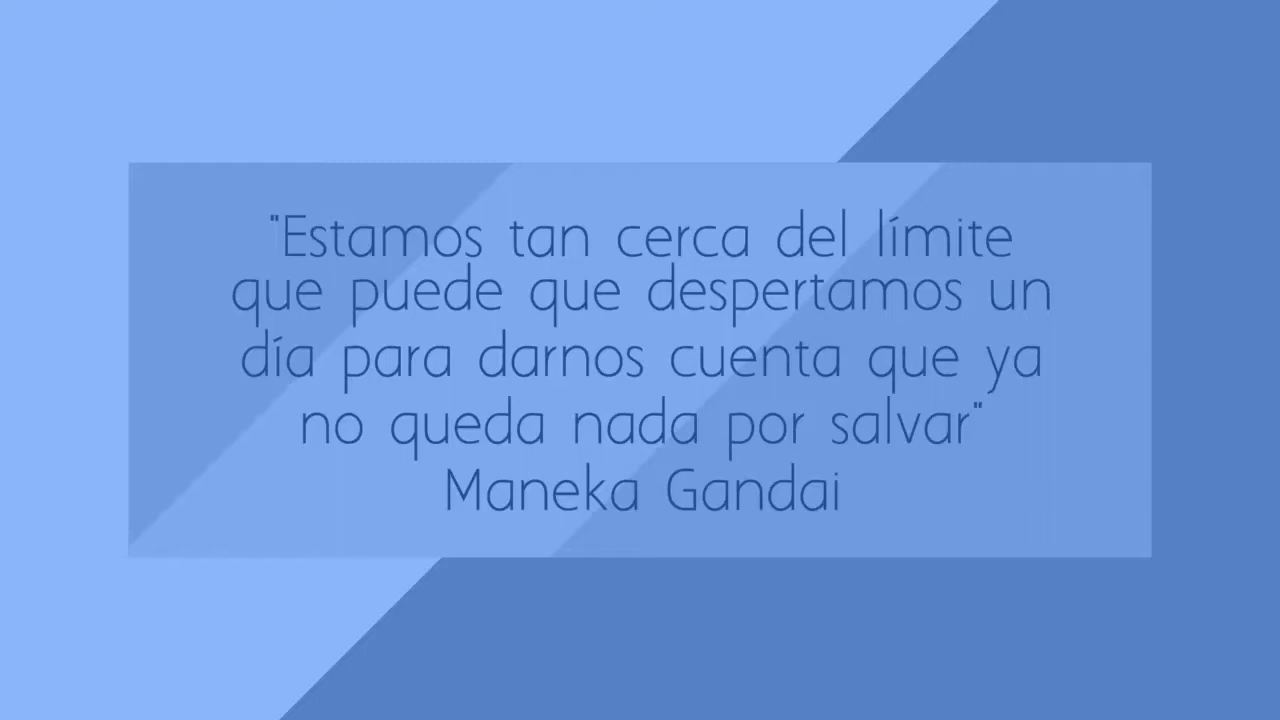 "Estamos tan cerca del límite
que puede que despertamos un
día para darnos cuenta que ya
no queda nada por salvar"
Maneka Gandai